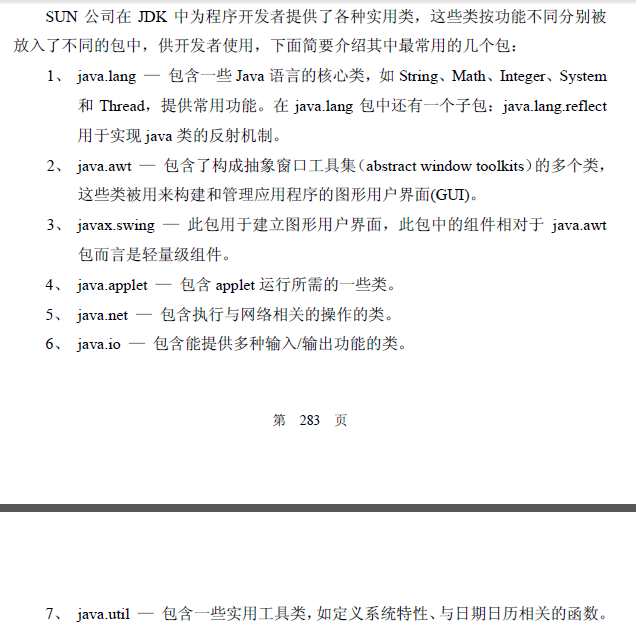 SUN 公司在 JDK 中为程序开发者提供了各种实用类，这些类按功能不同分别被
放入了不同的包中，供开发者使用，下面简要介绍其中最常用的几个包：
1、 java.lang — 包含一些 Java 语言的核心类，如 String、Math、Integer、System
和 Thread，提供常用功能。在 java.lang 包中还有一个子包：java.lang.reflect
用于实现 java 类的反射机制。
2、 java.awt — 包含了构成抽象窗口工具集（abstract window toolkits）的多个类，
这些类被用来构建和管理应用程序的图形用户界面(GUI)。
3、 javax.swing — 此包用于建立图形用户界面，此包中的组件相对于 java.awt
包而言是轻量级组件。
4、 java.applet — 包含 applet 运行所需的一些类。
5、 java.net — 包含执行与网络相关的操作的类。
6、 java.io — 包含能提供多种输入/输出功能的类。
第 283 页
7、 java.util — 包含一些实用工具类，如定义系统特性、与日期日历相关的函数。